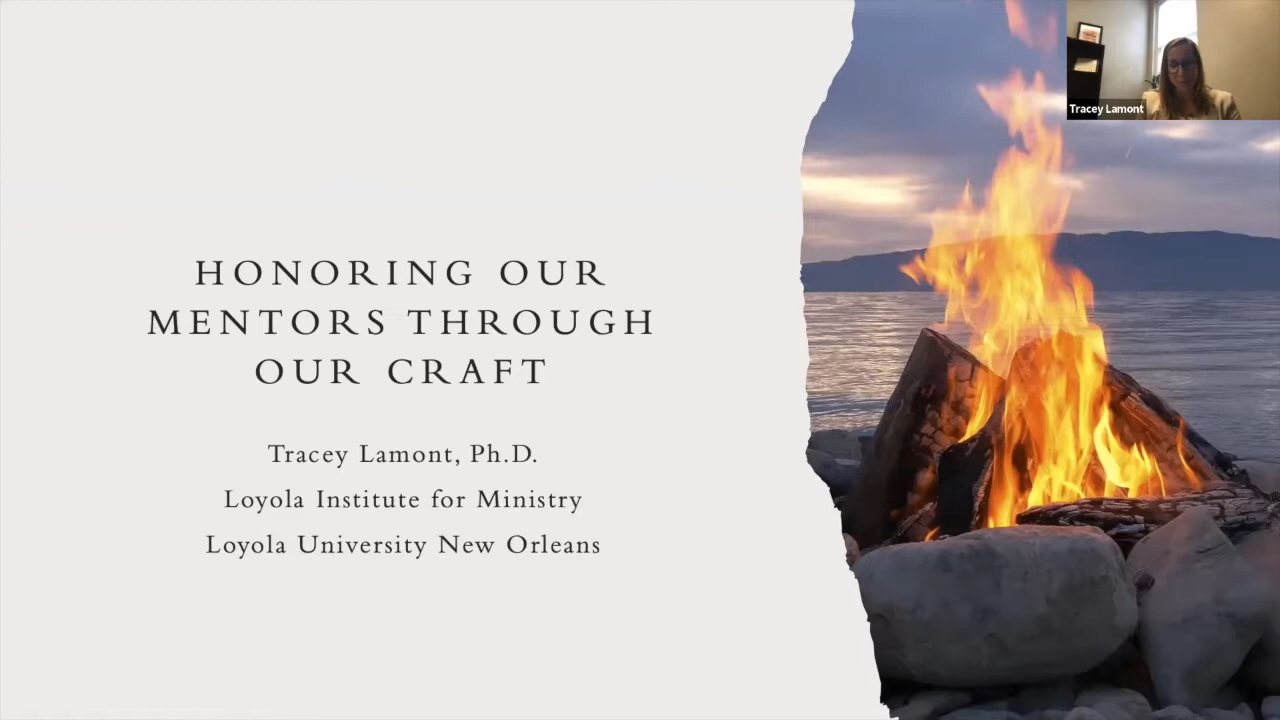 HONORING OUR
MENTORS THROUGH
OUR CRAFT
Tracey Lamont, Ph.D.
Loyola Institute for Ministry
Loyola University New Orleans
Tracey Lamont